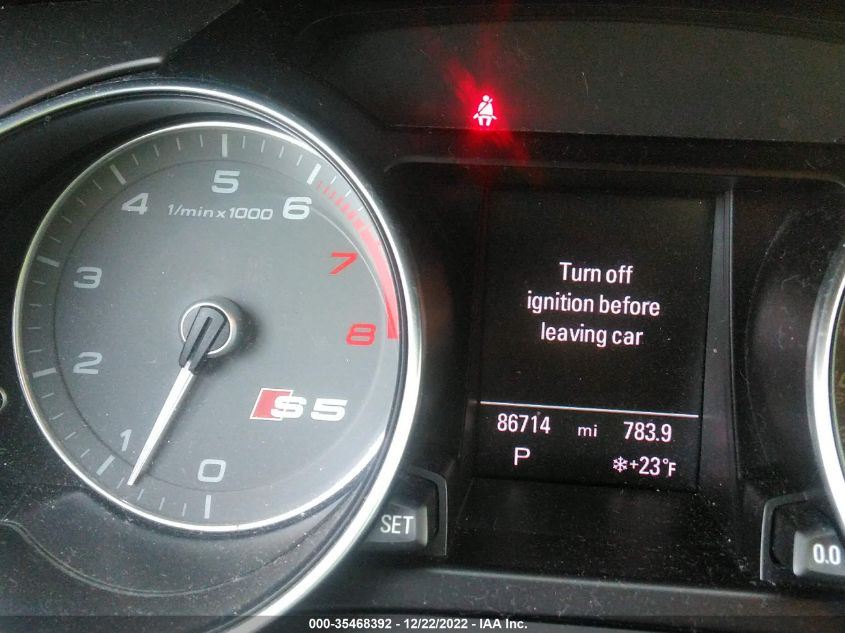 5
4
6
1/min x 1000
3
7
8
2
S5
1
0
Turn off
ignition before
leaving car
86714 mi 783.9
P ❄+23°F
SET
0.0
000-35468392 - 12/22/2022 - IAA Inc.